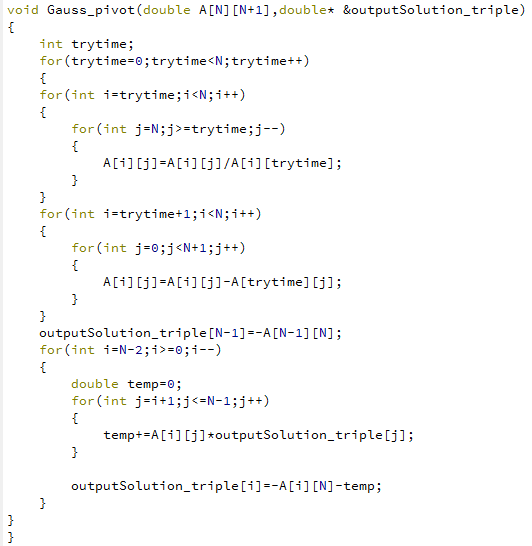 void Gauss_pivot(double A[N][N+1],double* &outputSolution_triple)
{
    int trytime;
    for(trytime=0;trytime<N;trytime++)
    {
    for(int i=trytime;i<N;i++)
    {
        for(int j=N;j>=trytime;j--)
        {
            A[i][j]=A[i][j]/A[i][trytime];
        }
    }
    for(int i=trytime+1;i<N;i++)
    {
        for(int j=0;j<N+1;j++)
        {
            A[i][j]=A[i][j]-A[trytime][j];
        }
    }
    outputSolution_triple[N-1]=-A[N-1][N];
    for(int i=N-2;i>=0;i--)
    {
        double temp=0;
        for(int j=i+1;j<=N-1;j++)
        {
            temp+=A[i][j]*outputSolution_triple[j];
        }

        outputSolution_triple[i]=-A[i][N]-temp;
    }
}
}